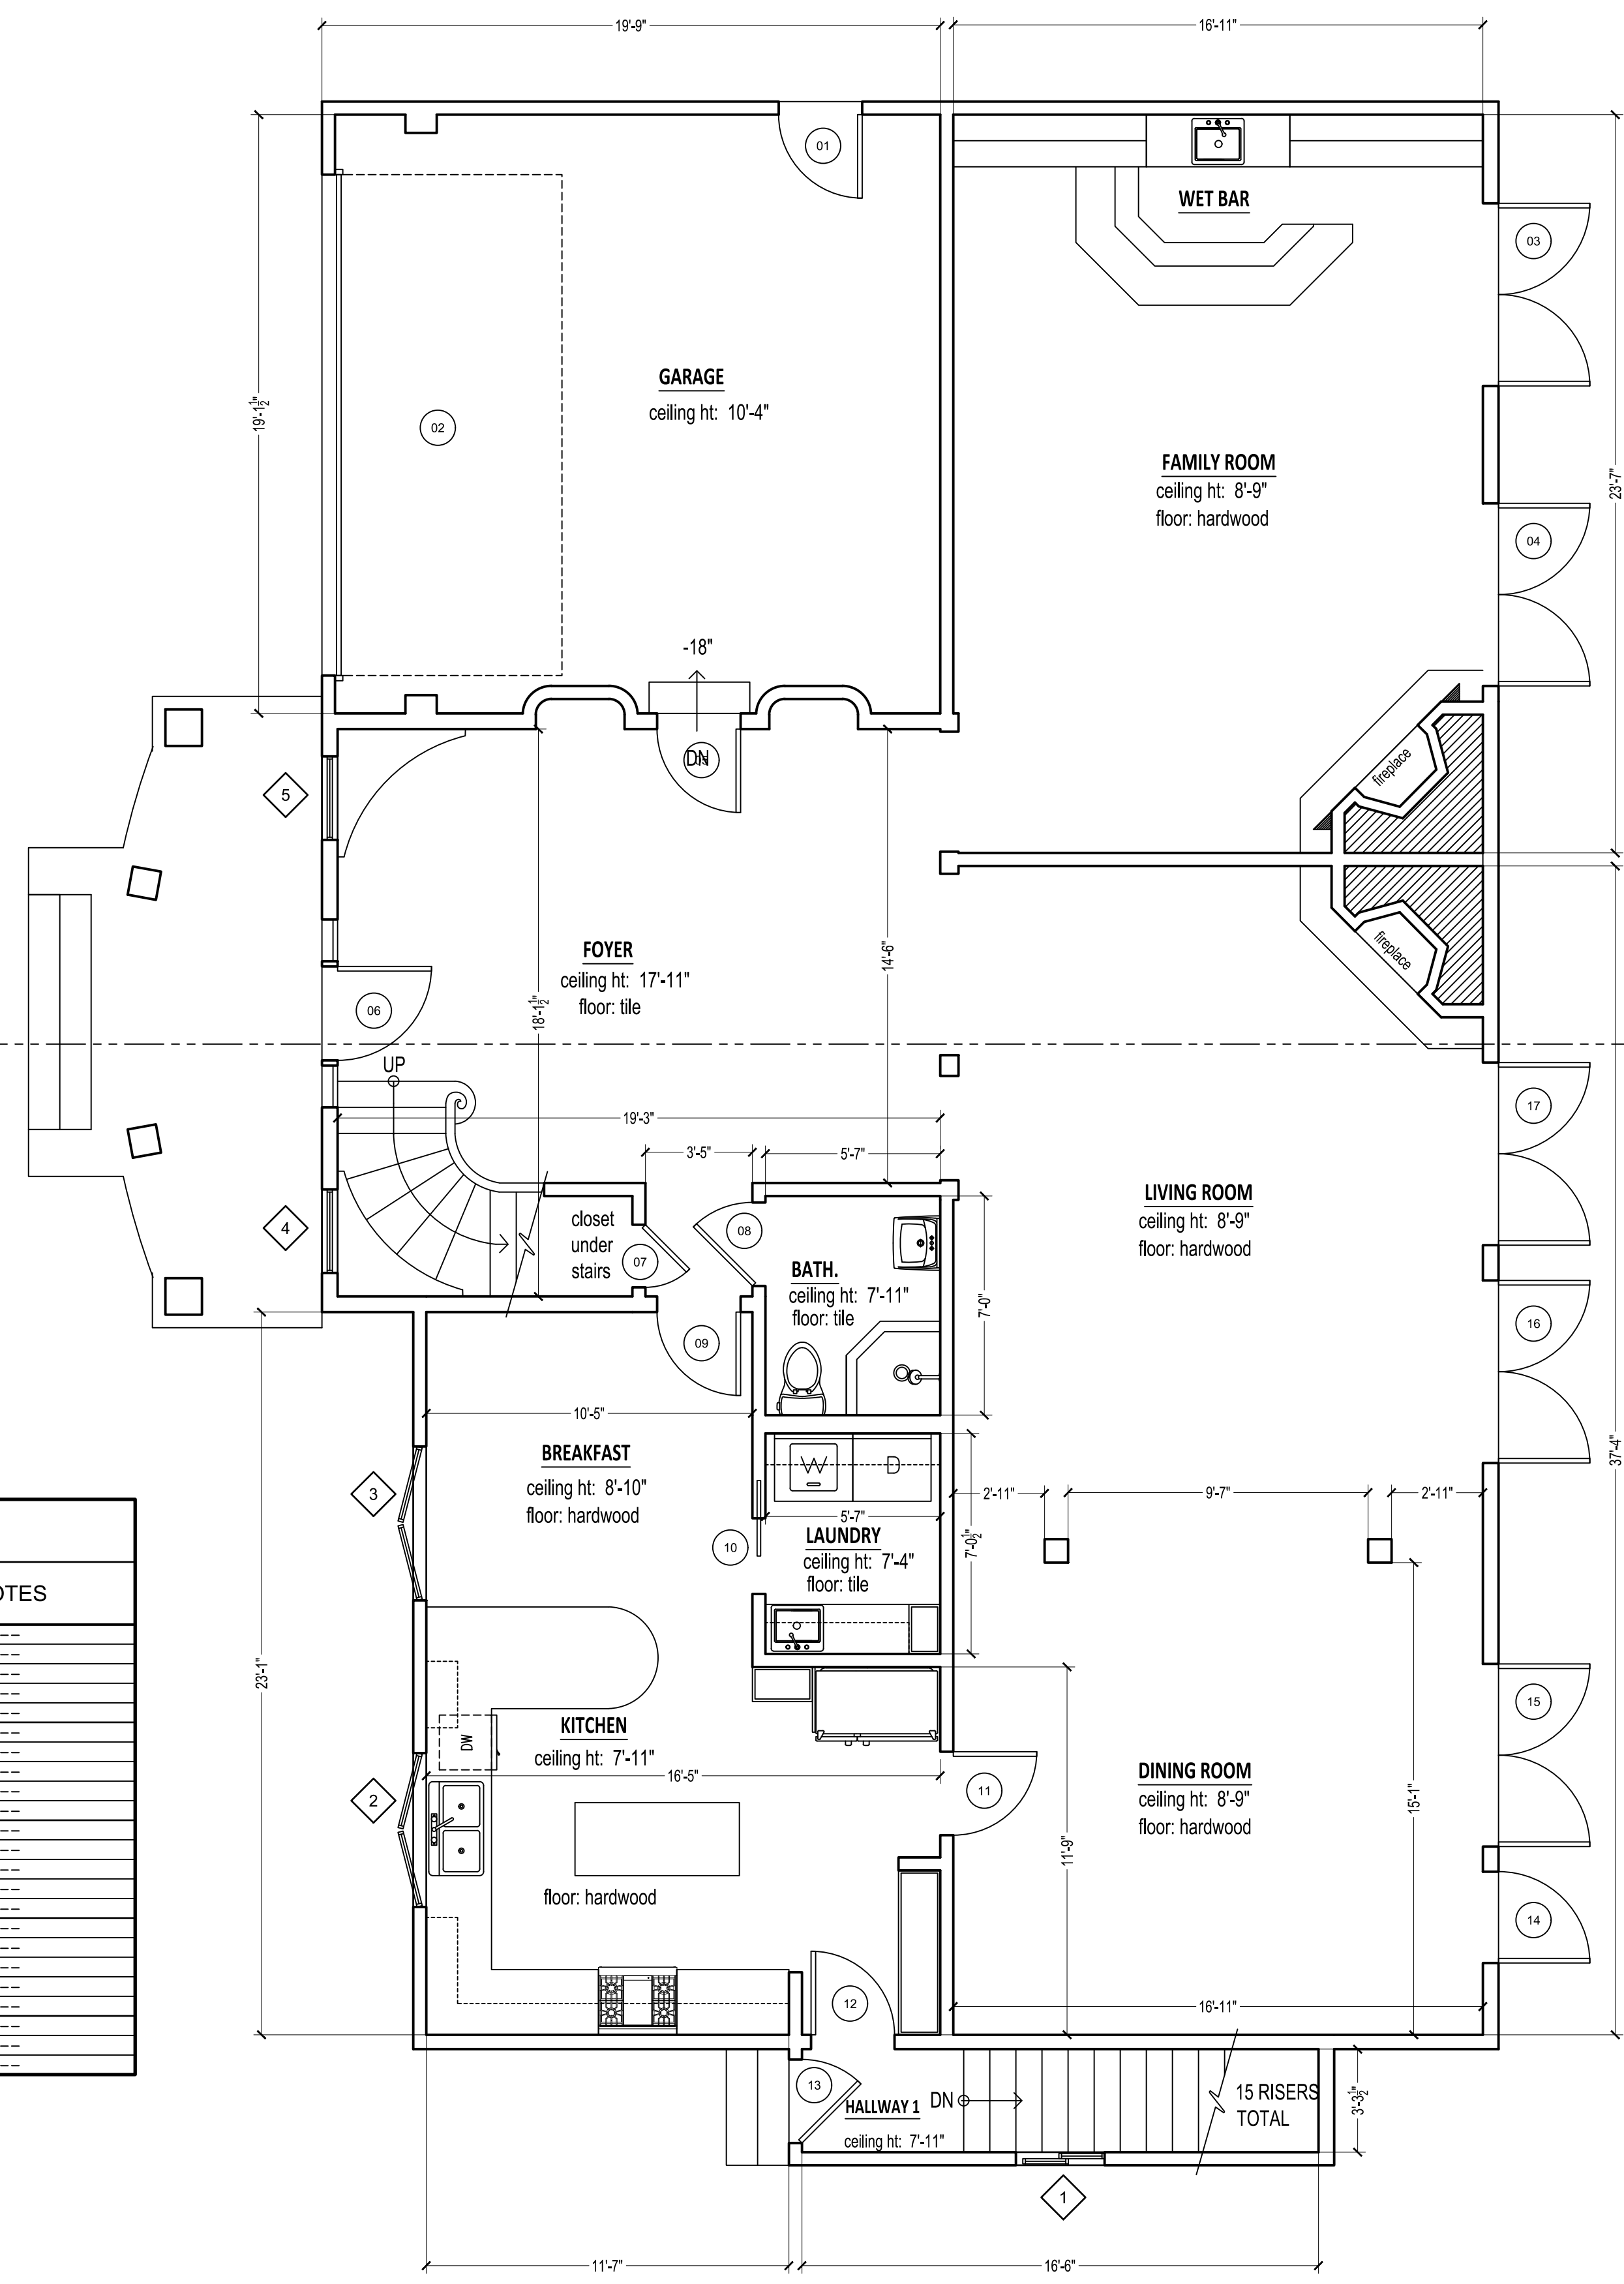 19'-9"
16'-11"
01
WET BAR
03
GARAGE
ceiling ht: 10'-4"
19'-1 1/2"
02
FAMILY ROOM
ceiling ht: 8'-9"
floor: hardwood
23'-7"
04
-18"
DN
5
fireplace
FOYER
ceiling ht: 17'-11"
floor: tile
14'-6"
18'-1 1/2"
fireplace
06
UP
19'-3"
17
3'-5"
5'-7"
4
closet
under
stairs
07
08
BATH.
ceiling ht: 7'-11"
floor: tile
7'-0"
LIVING ROOM
ceiling ht: 8'-9"
floor: hardwood
16
09
10'-5"
BREAKFAST
ceiling ht: 8'-10"
floor: hardwood
3
W
D
5'-7"
LAUNDRY
ceiling ht: 7'-4"
floor: tile
10
7'-0 1/2"
2'-11"
9'-7"
2'-11"
37'-4"
OTES
23'-1"
15
KITCHEN
ceiling ht: 7'-11"
DW
16'-5"
2
11
floor: hardwood
DINING ROOM
ceiling ht: 8'-9"
floor: hardwood
15'-1"
11'-9"
14
12
16'-11"
13
HALLWAY 1
ceiling ht: 7'-11"
DN
15 RISERS
TOTAL
3'-3 1/2"
1
11'-7"
16'-6"